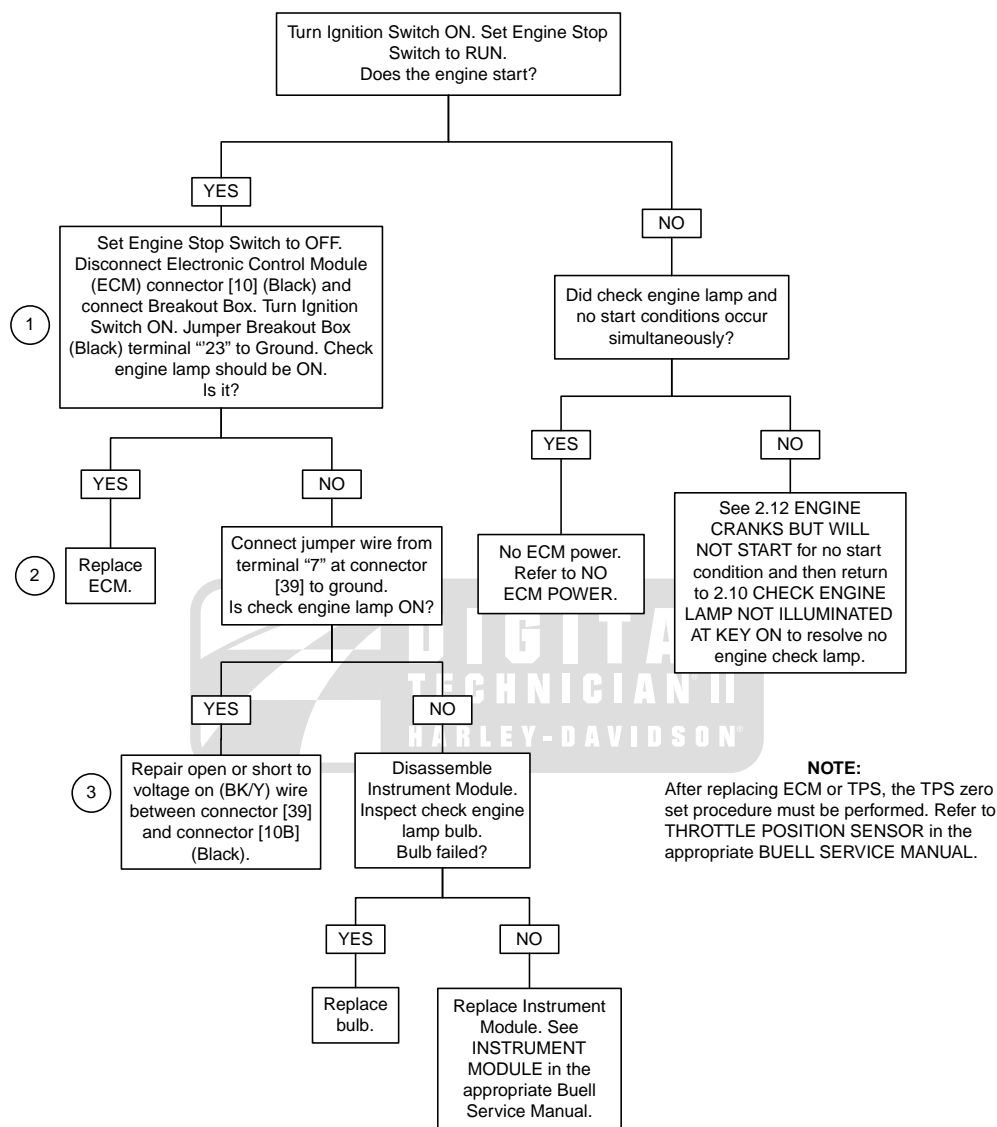 Turn Ignition Switch ON. Set Engine Stop
Switch to RUN.
Does the engine start?
YES
NO
1
Set Engine Stop Switch to OFF.
Disconnect Electronic Control Module
(ECM) connector [10] (Black) and
connect Breakout Box. Turn Ignition
Switch ON. Jumper Breakout Box
(Black) terminal “’23” to Ground. Check
engine lamp should be ON.
Is it?
Did check engine lamp and
no start conditions occur
simultaneously?
YES
NO
YES
NO
2
Replace
ECM.
Connect jumper wire from
terminal “7” at connector
[39] to ground.
Is check engine lamp ON?
No ECM power.
Refer to NO
ECM POWER.
See 2.12 ENGINE
CRANKS BUT WILL
NOT START for no start
condition and then return
to 2.10 CHECK ENGINE
LAMP NOT ILLUMINATED
AT KEY ON to resolve no
engine check lamp.
DIGITA
TECHNICIAN II
HARLEY-DAVIDSON®
YES
NO
3
Repair open or short to
voltage on (BK/Y) wire
between connector [39]
and connector [10B]
(Black).
Disassemble
Instrument Module.
Inspect check engine
lamp bulb.
Bulb failed?
NOTE:
After replacing ECM or TPS, the TPS zero
set procedure must be performed. Refer to
THROTTLE POSITION SENSOR in the
appropriate BUELL SERVICE MANUAL.
YES
NO
Replace
bulb.
Replace Instrument
Module. See
INSTRUMENT
MODULE in the
appropriate Buell
Service Manual.